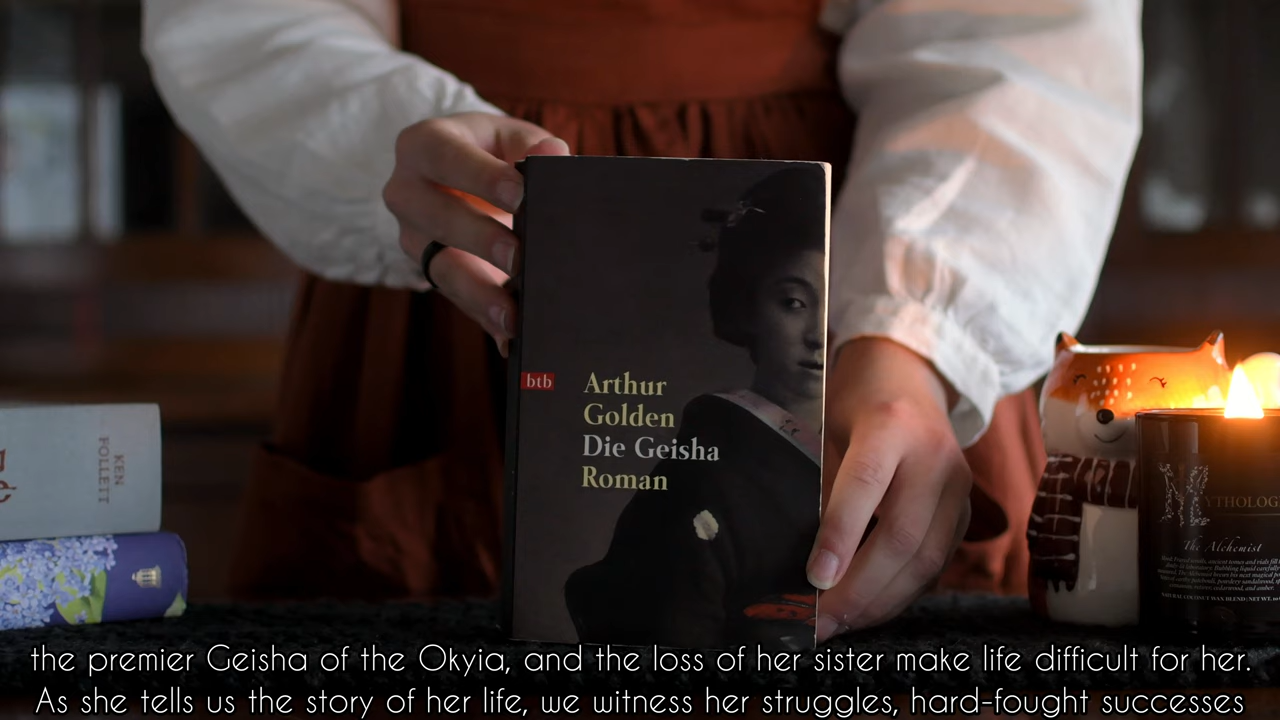 btb
Arthur
Golden
Die Geisha
Roman
KEN
FOLLETT
YTHOLOG
The Alchemist
the premier Geisha of the Okyia, and the loss of her sister make life difficult for her.
As she tells us the story of her life, we witness her struggles, hard-fought successes